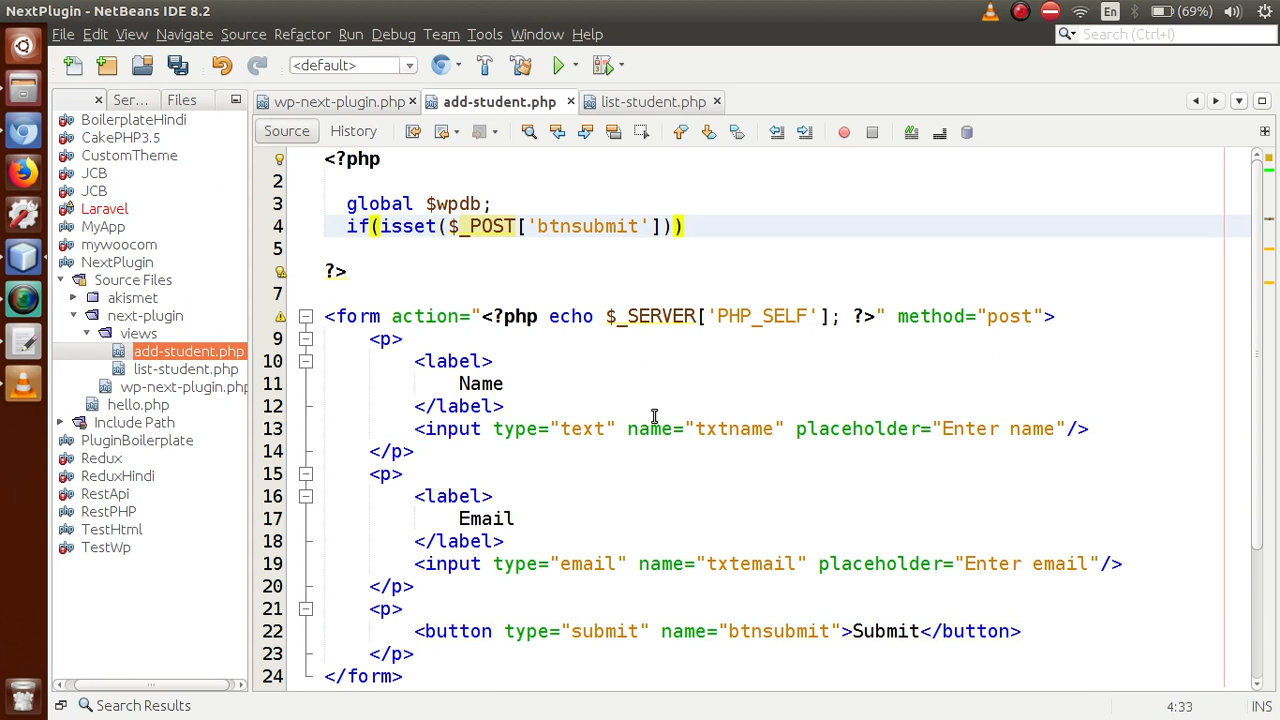 NextPlugin - NetBeans IDE 8.2
En
(69%)
File Edit View Navigate Source Refactor Run Debug Team Tools Window Help
Search (Ctrl+I)
<default>
Ser... Files
wp-next-plugin.php
add-student.php
list-student.php
Source History
BoilerplateHindi
CakePHP3.5
CustomTheme
JCB
JCB
Laravel
MyApp
mywoocom
NextPlugin
Source Files
akismet
next-plugin
views
add-student.php
list-student.php
wp-next-plugin.php
hello.php
Include Path
PluginBoilerplate
Redux
ReduxHindi
RestApi
RestPHP
TestHtml
TestWp
<?php
2
3 global $wpdb;
4 if(isset($_POST['btnsubmit']))
5
?>
7
<form action="<?php echo $_SERVER['PHP_SELF']; ?>" method="post">
9 <p>
10 <label>
11 Name
12 </label>
13 <input type="text" name="txtname" placeholder="Enter name"/>
14 </p>
15 <p>
16 <label>
17 Email
18 </label>
19 <input type="email" name="txtemail" placeholder="Enter email"/>
20 </p>
21 <p>
22 <button type="submit" name="btnsubmit">Submit</button>
23 </p>
24 </form>
Search Results
4:33
INS